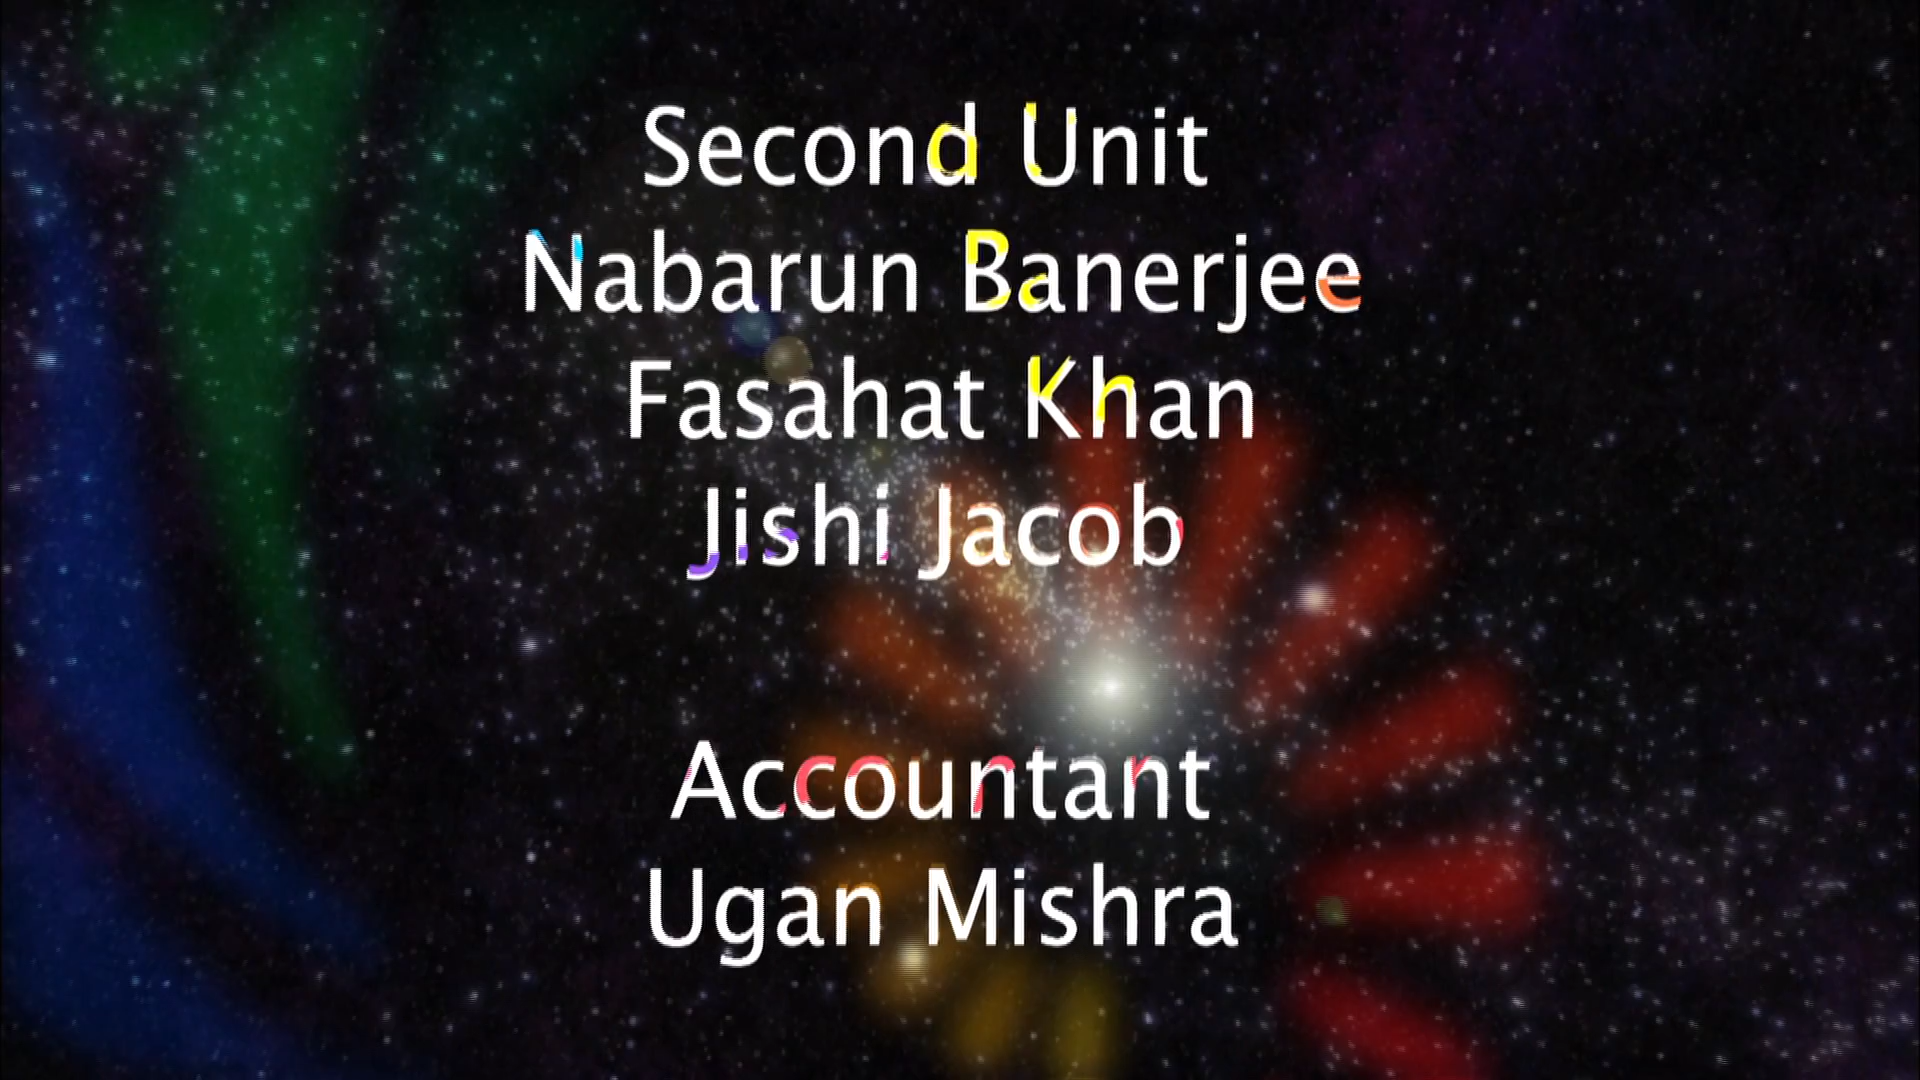 Second Unit
Nabarun Banerjee
Fasahat Khan
Jishi Jacob
Accountant
Ugan Mishra